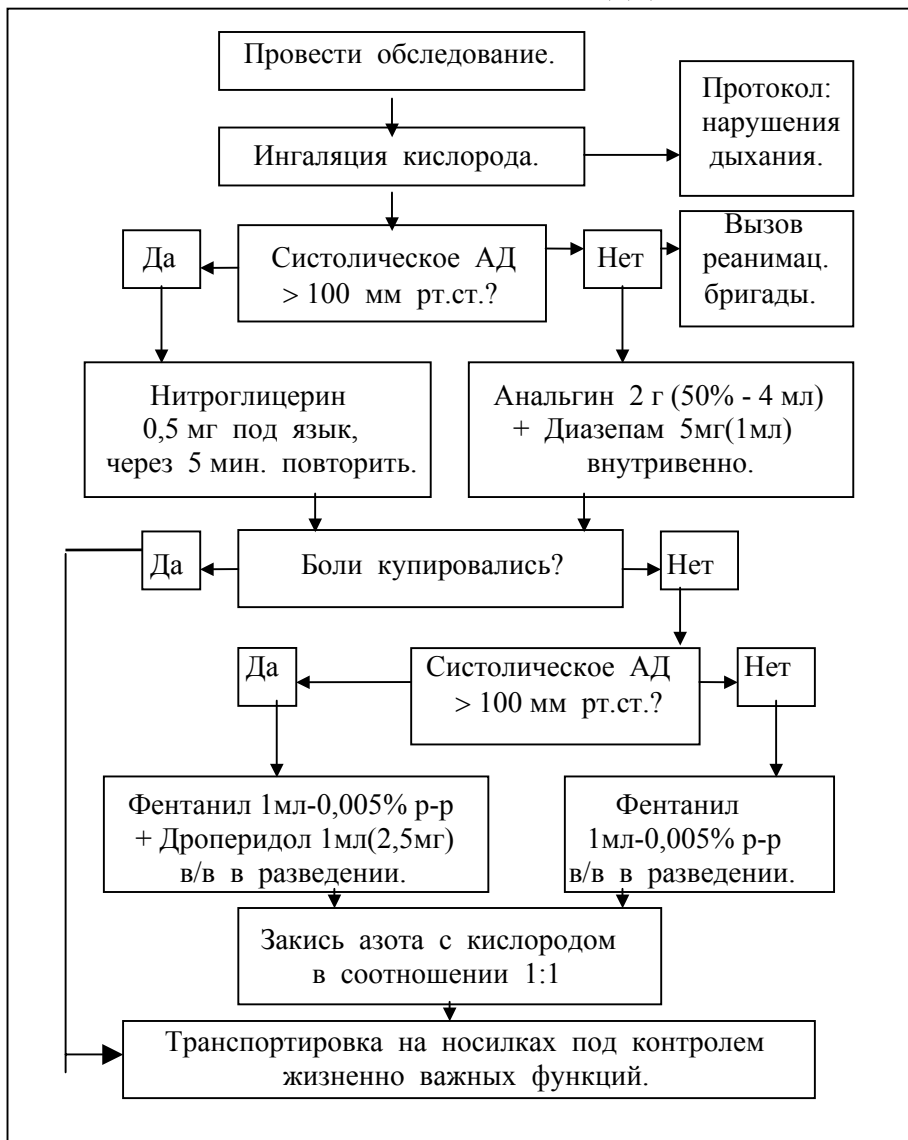 Провести обследование.
Протокол:
нарушения
дыхания.
Ингаляция кислорода.
Вызов
реанимац.
бригады.
Да
Систолическое АД
> 100 мм рт.ст.?
Нет
Нитроглицерин
0,5 мг под язык,
через 5 мин. повторить.
Анальгин 2 г (50% - 4 мл)
+ Диазепам 5мг(1мл)
внутривенно.
Да
Боли купировались?
Нет
Да
Систолическое АД
> 100 мм рт.ст.?
Нет
Фентанил 1мл-0,005% р-р
+ Дроперидол 1мл(2,5мг)
в/в в разведении.
Фентанил
1мл-0,005% р-р
в/в в разведении.
Закись азота с кислородом
в соотношении 1:1
Транспортировка на носилках под контролем
жизненно важных функций.